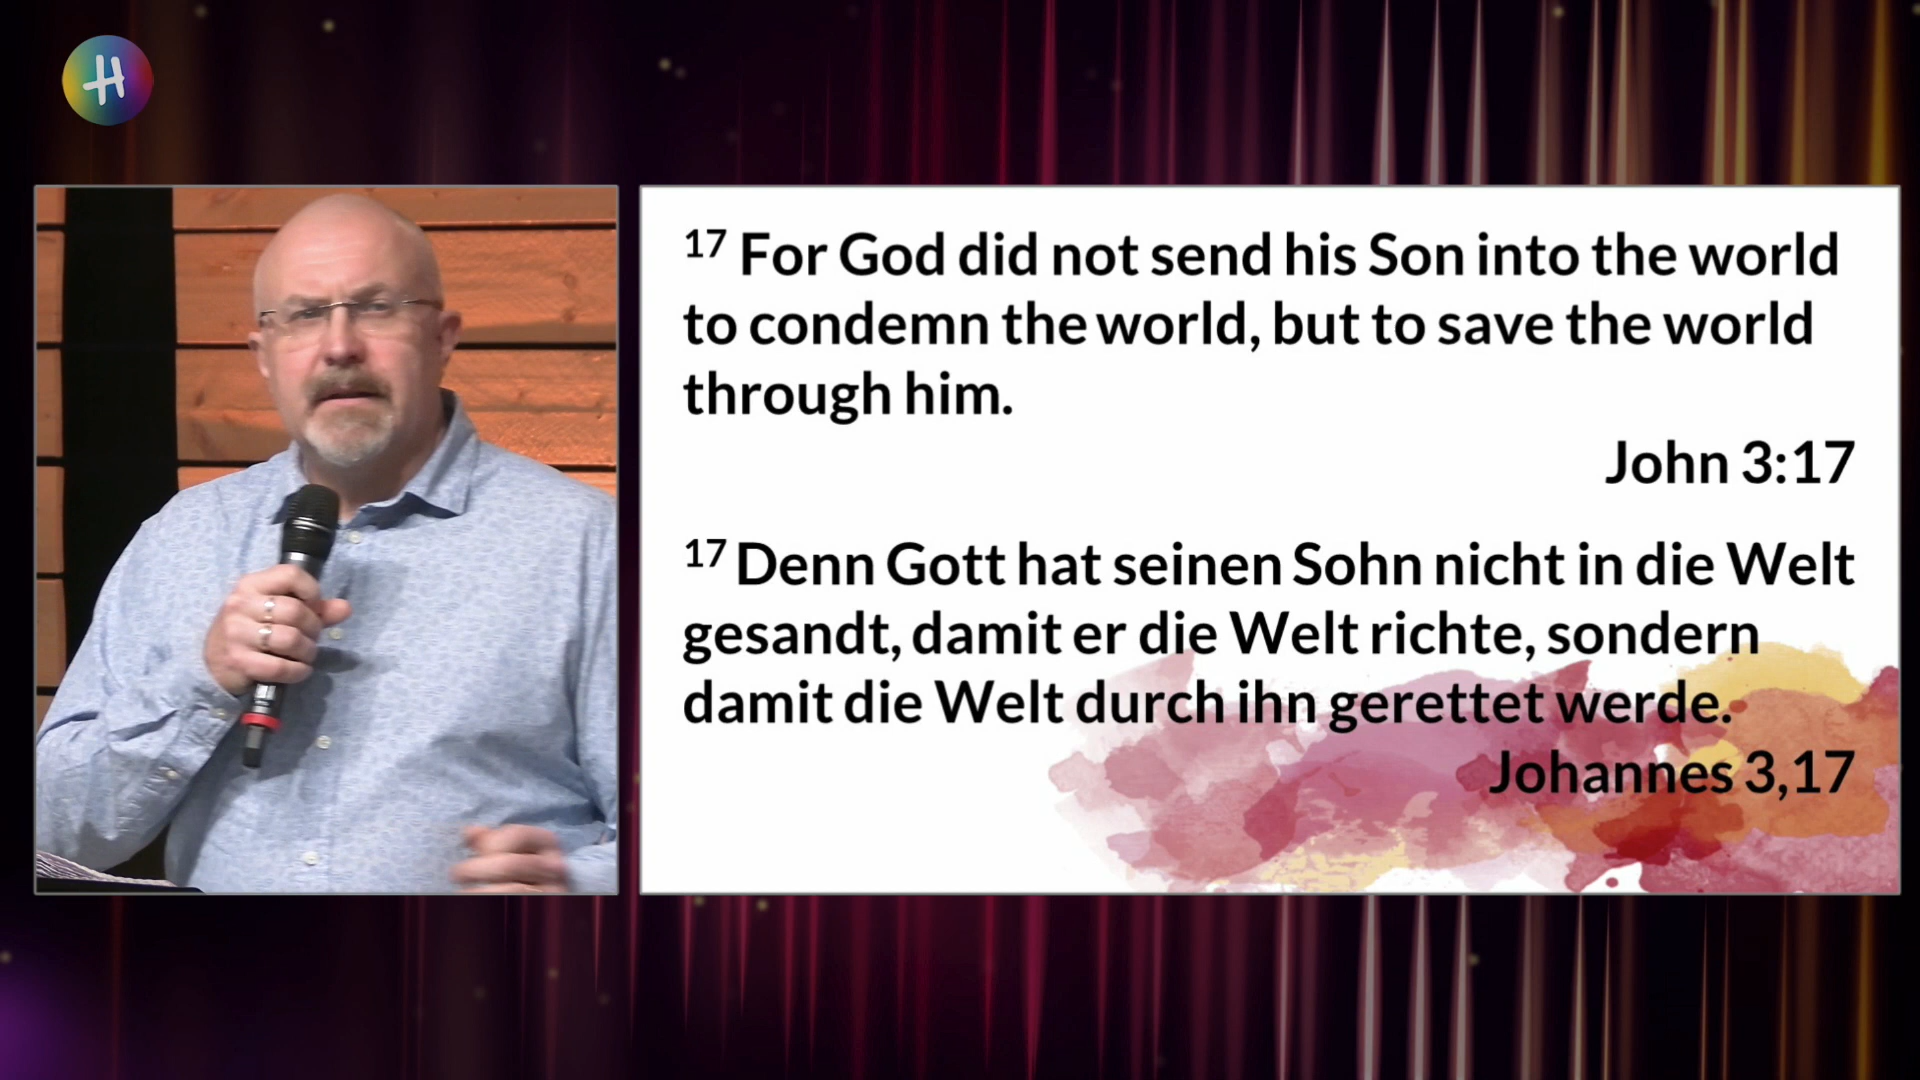 H
¹⁷ For God did not send his Son into the world
to condemn the world, but to save the world
through him.
John 3:17
¹⁷ Denn Gott hat seinen Sohn nicht in die Welt
gesandt, damit er die Welt richte, sondern
damit die Welt durch ihn gerettet werde.
Johannes 3,17